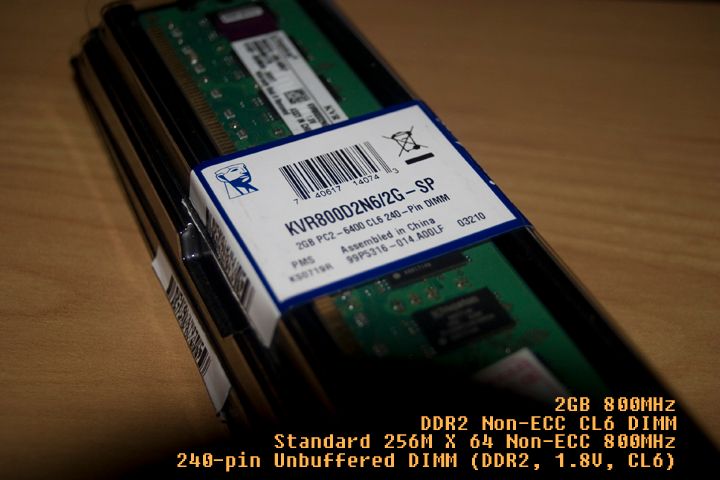 7 40617 14074 3
KVR800D2N6/2G-SP
2GB PC2-6400 CL6 240-Pin DIMM
Assembled in China
PMS
99P5316-014.A00LF 03210
KS0719R
2GB 800MHz
DDR2 Non-ECC CL6 DIMM
Standard 256M X 64 Non-ECC 800MHz
240-pin Unbuffered DIMM (DDR2, 1.8V, CL6)